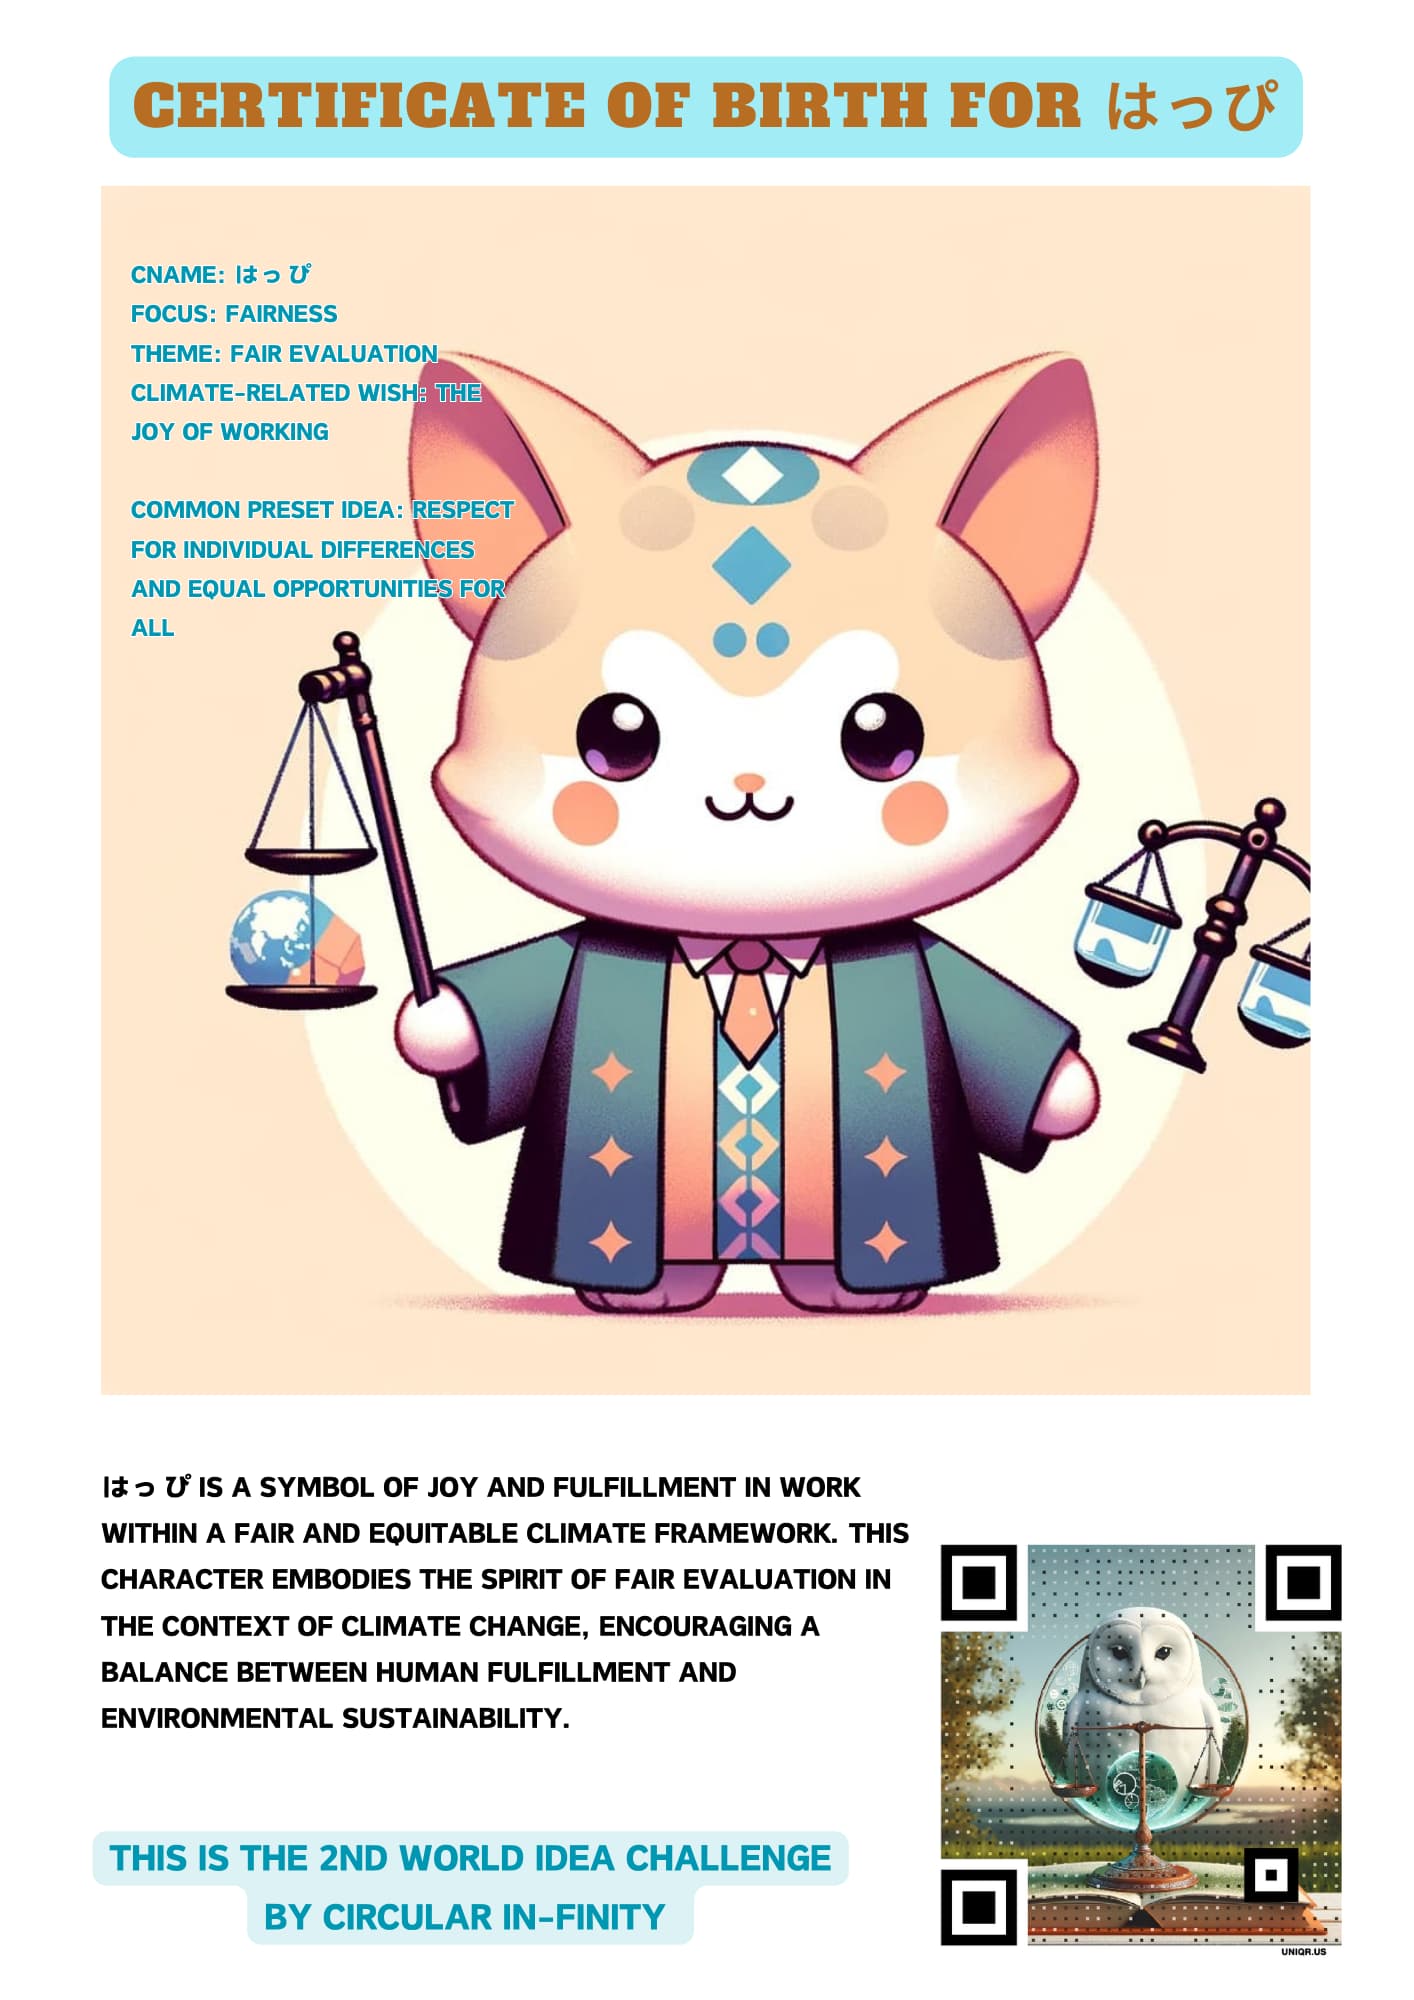 CERTIFICATE OF BIRTH FOR はっぴ
CNAME: はっぴ
FOCUS: FAIRNESS
THEME: FAIR EVALUATION
CLIMATE-RELATED WISH: THE
JOY OF WORKING
COMMON PRESET IDEA: RESPECT
FOR INDIVIDUAL DIFFERENCES
AND EQUAL OPPORTUNITIES FOR
ALL
はっぴ IS A SYMBOL OF JOY AND FULFILLMENT IN WORK
WITHIN A FAIR AND EQUITABLE CLIMATE FRAMEWORK. THIS
CHARACTER EMBODIES THE SPIRIT OF FAIR EVALUATION IN
THE CONTEXT OF CLIMATE CHANGE, ENCOURAGING A
BALANCE BETWEEN HUMAN FULFILLMENT AND
ENVIRONMENTAL SUSTAINABILITY.
THIS IS THE 2ND WORLD IDEA CHALLENGE
BY CIRCULAR IN-FINITY
UNIQR.US